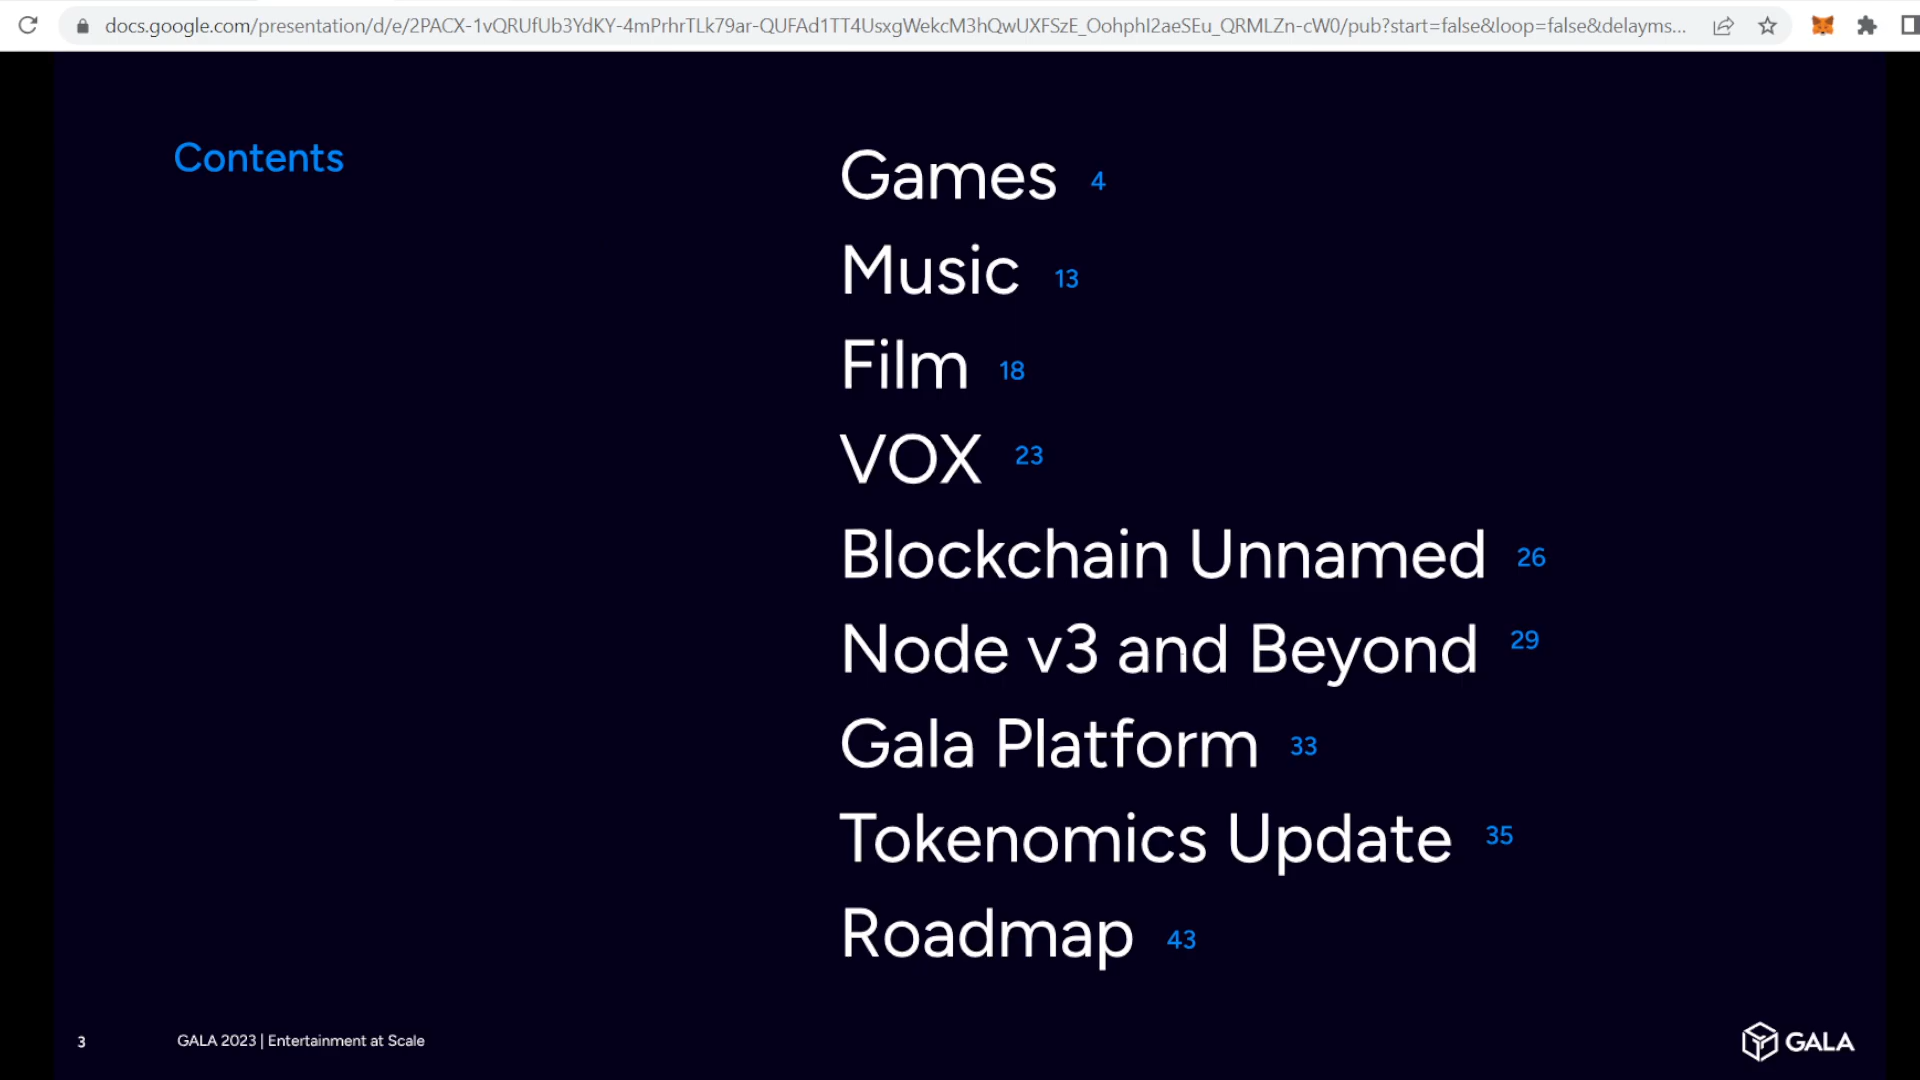 docs.google.com/presentation/d/e/2PACX-1vQRUfUb3YdKY-4mPrhrTLk79ar-QUFAd1TT4UsxgWekcM3hQwUXFSzE_OohphI2aeSEu_QRMLZn-cW0/pub?start=false&loop=false&delayms...
Contents
Games 4
Music 13
Film 18
VOX 23
Blockchain Unnamed 26
Node v3 and Beyond 29
Gala Platform 33
Tokenomics Update 35
Roadmap 43
3 GALA 2023 | Entertainment at Scale
GALA